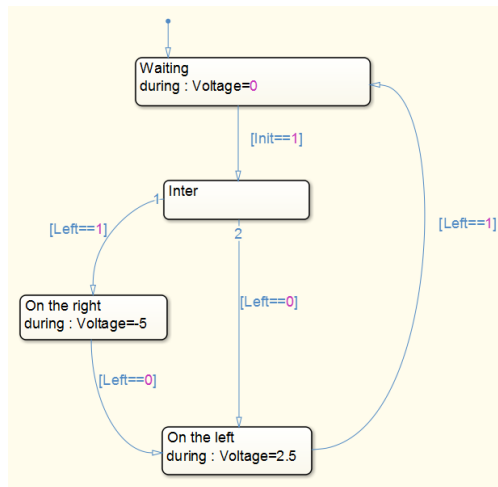 Waiting
during : Voltage=0
[Init==1]
Inter
1
2
[Left==1]
[Left==1]
On the right
during : Voltage=-5
[Left==0]
[Left==0]
On the left
during : Voltage=2.5